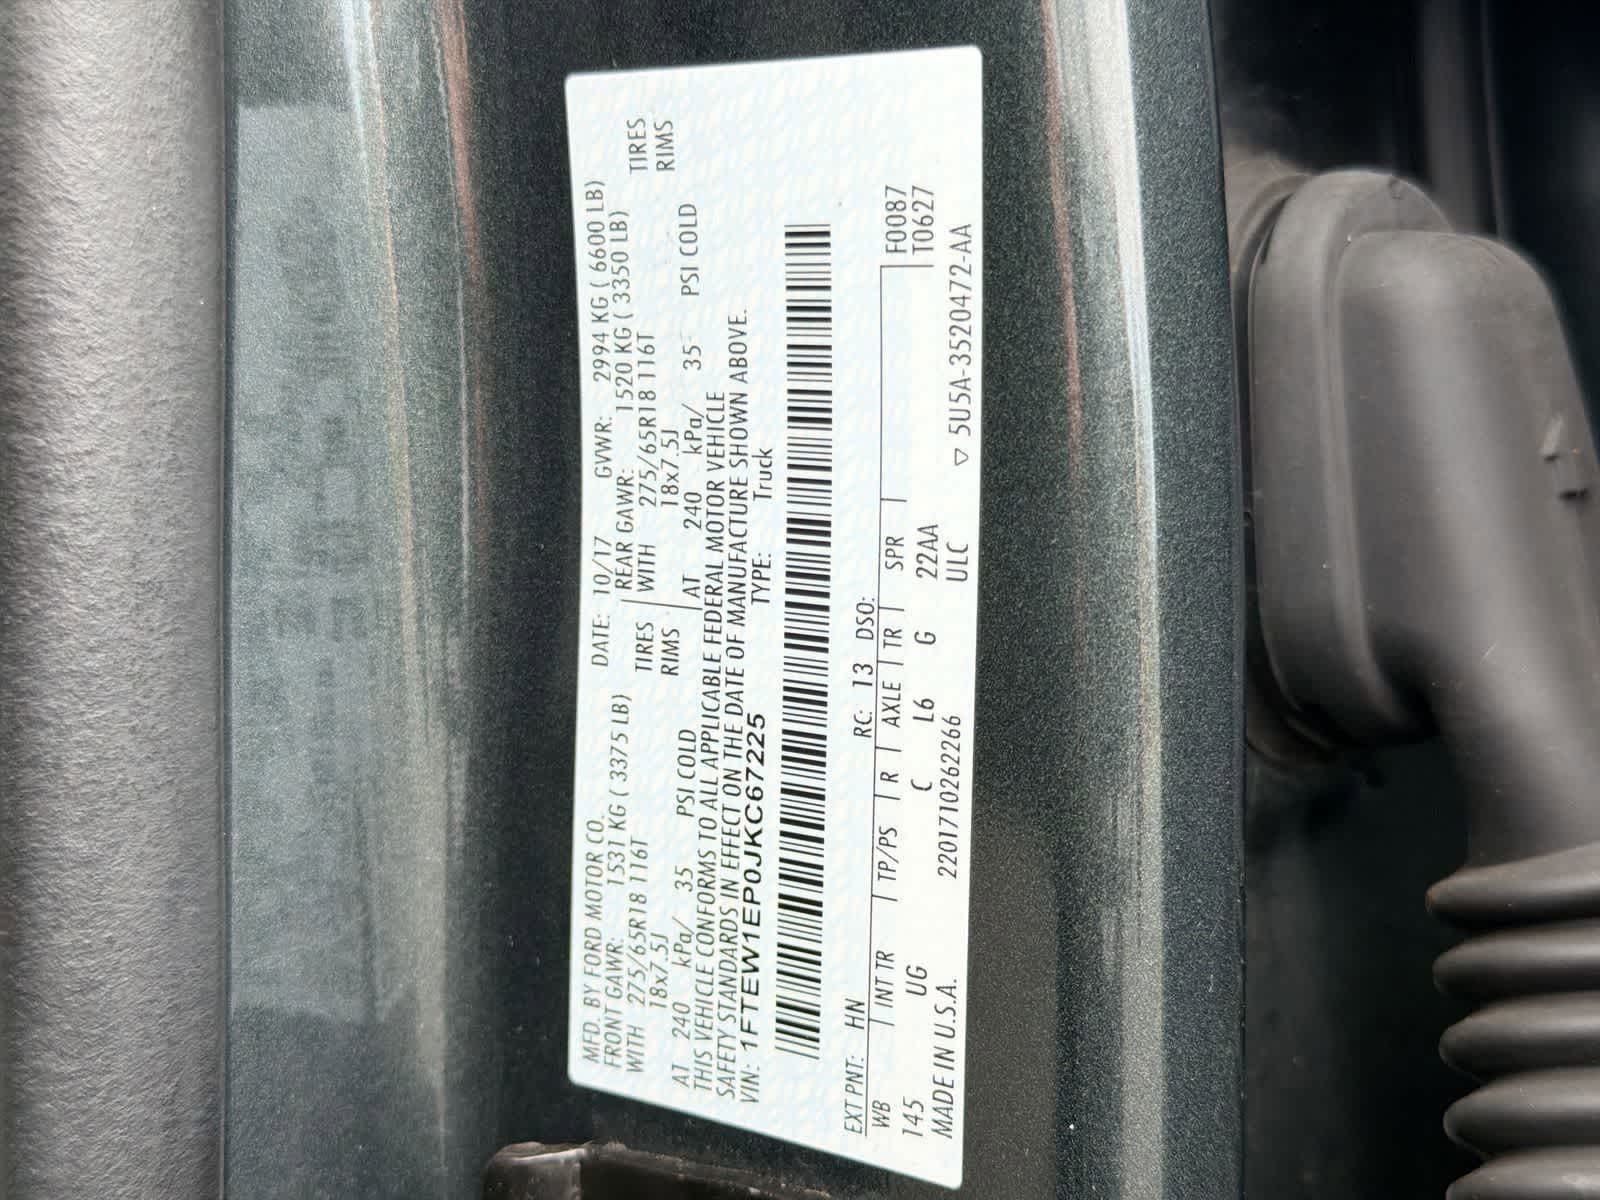 MFD. BY FORD MOTOR CO. DATE: 10/17 GVWR: 2994 KG ( 6600 LB)
FRONT GAWR: 1531 KG ( 3375 LB) REAR GAWR: 1520 KG ( 3350 LB)
WITH 275/65R18 116T TIRES WITH 275/65R18 116T TIRES
18x7.5J RIMS 18x7.5J RIMS
AT 240 kPa/ 35 PSI COLD AT 240 kPa/ 35 PSI COLD
THIS VEHICLE CONFORMS TO ALL APPLICABLE FEDERAL MOTOR VEHICLE
SAFETY STANDARDS IN EFFECT ON THE DATE OF MANUFACTURE SHOWN ABOVE.
VIN: 1FTEW1EP0JKC67225 TYPE: Truck
EXT PNT: HN RC: 13 DSO: F0087
WB INT TR TP/PS R AXLE TR SPR T0627
145 UG C L6 G 22AA
MADE IN U.S.A. 220171026266 ULC ▽ 5U5A-3520472-AA